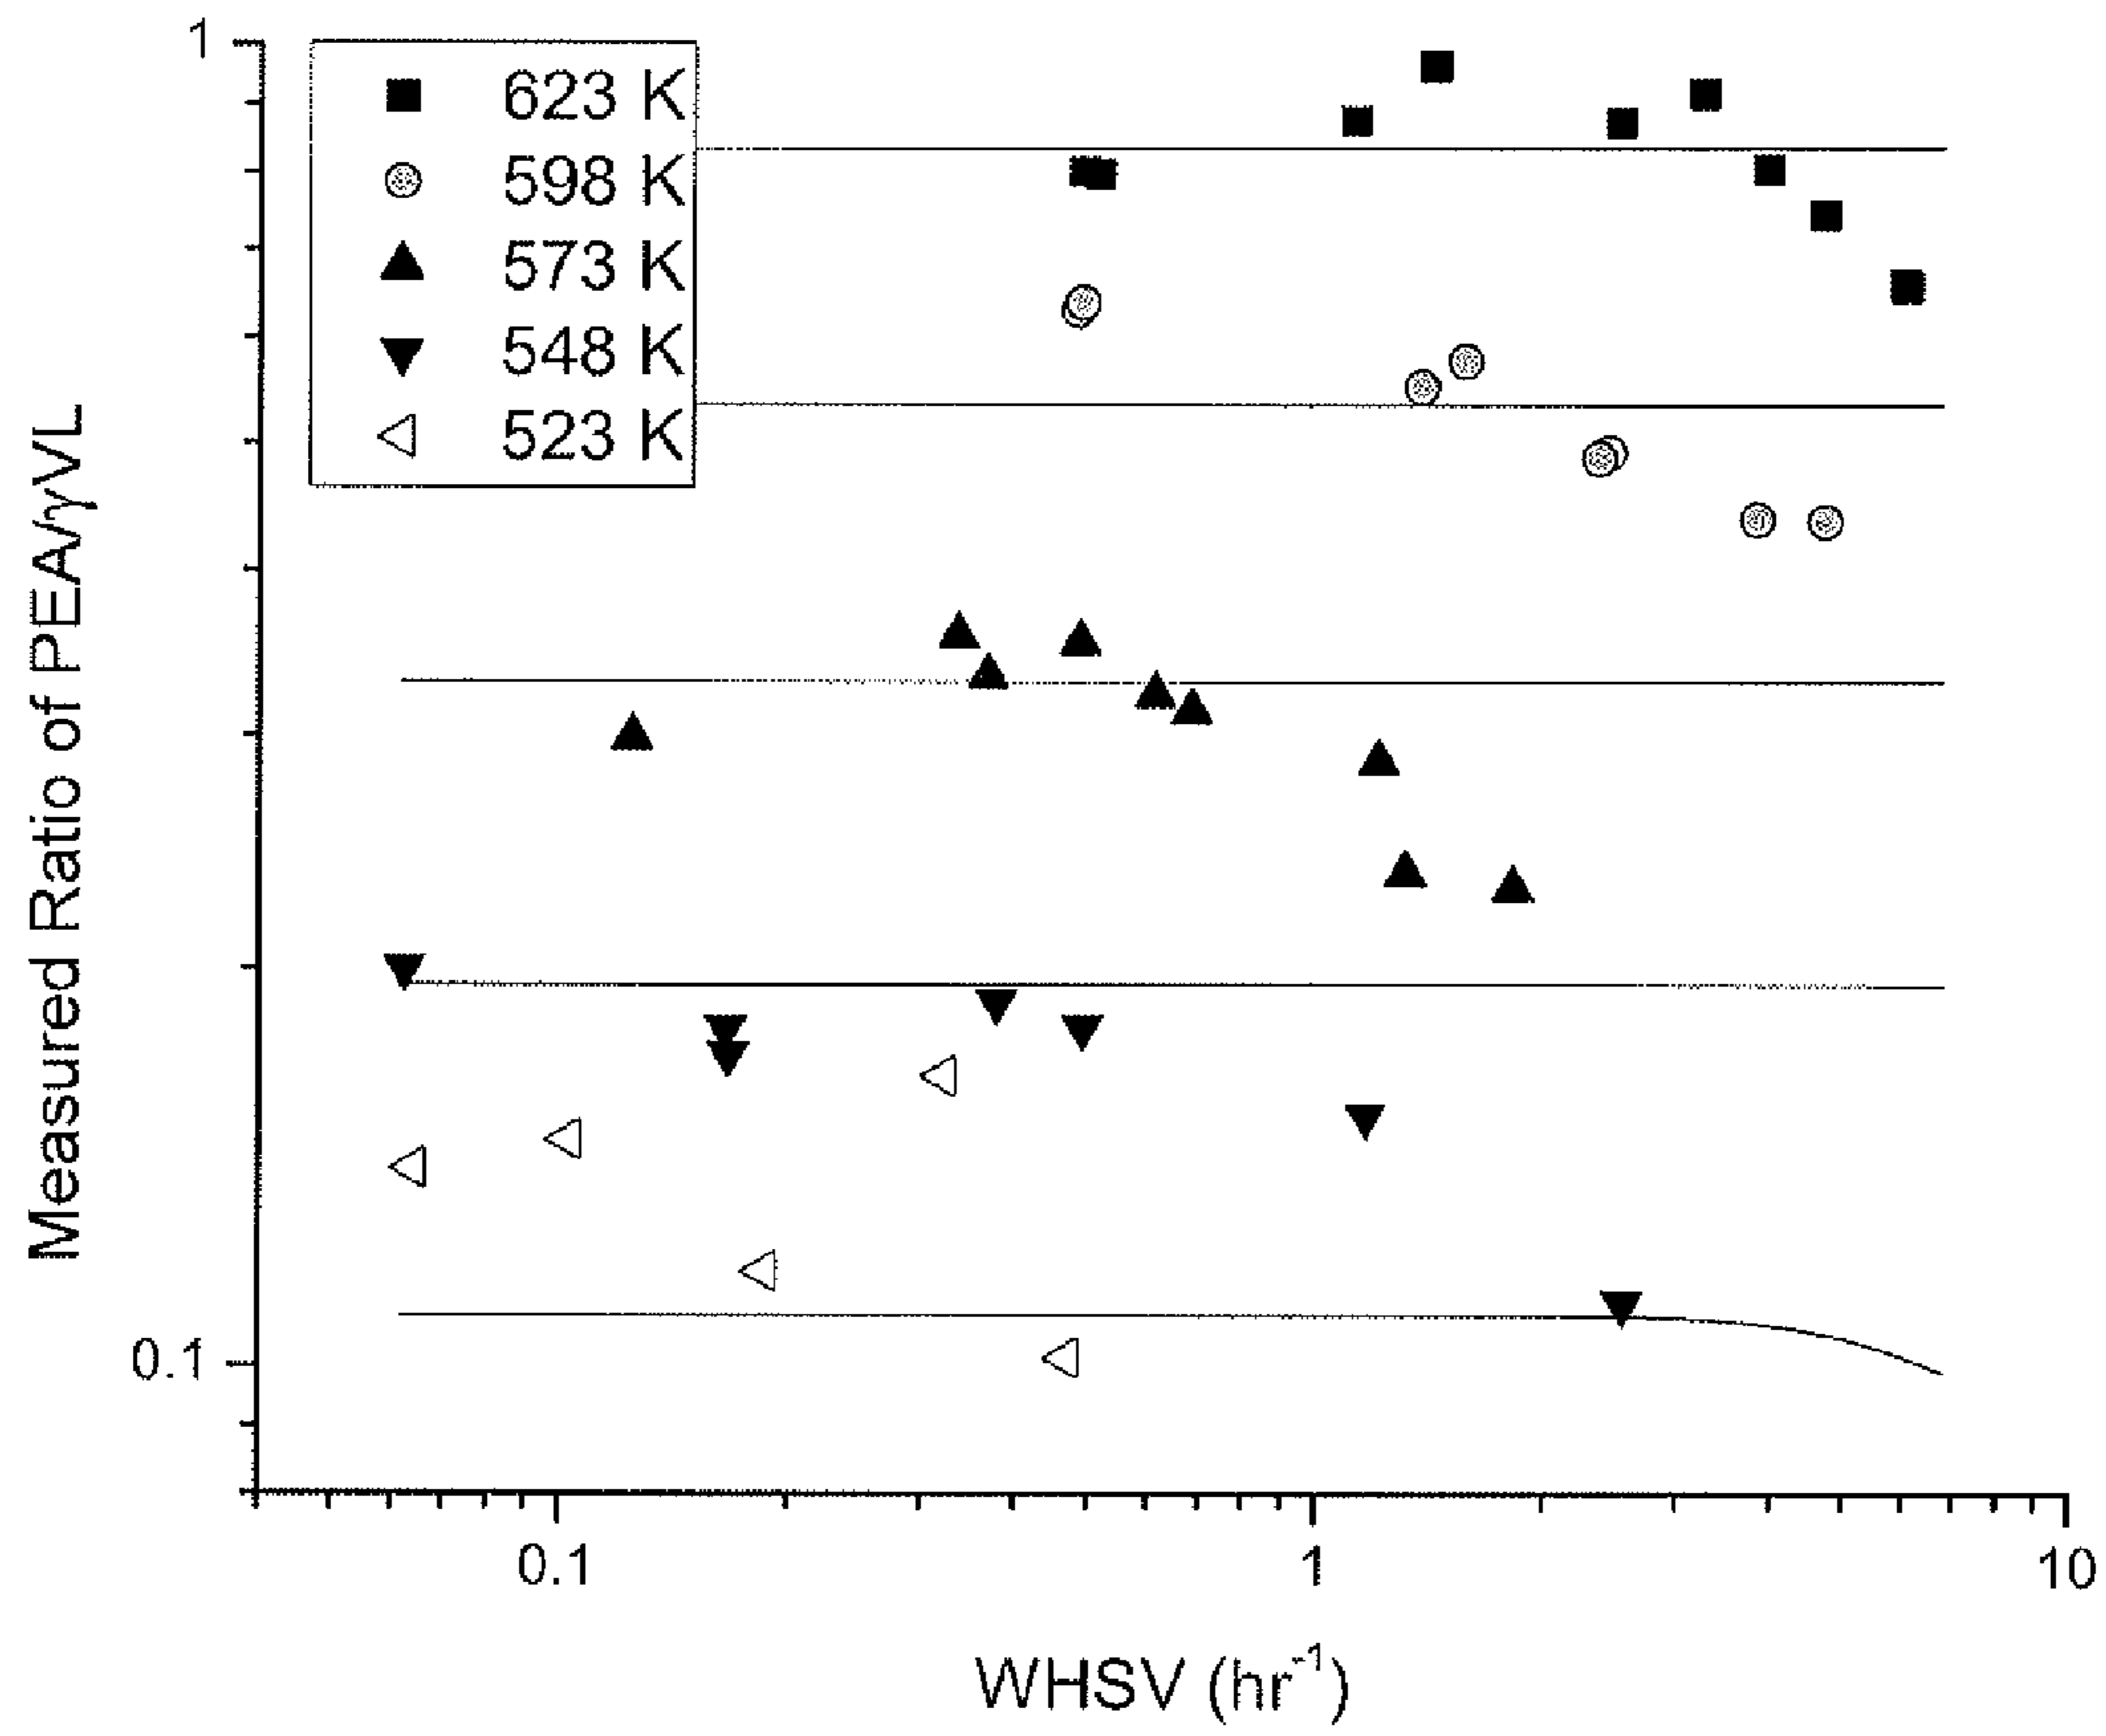 1
623 K
598 K
573 K
548 K
523 K
Measured Ratio of PEA/γVL
0.1
0.1
1
10
WHSV (hr⁻¹)